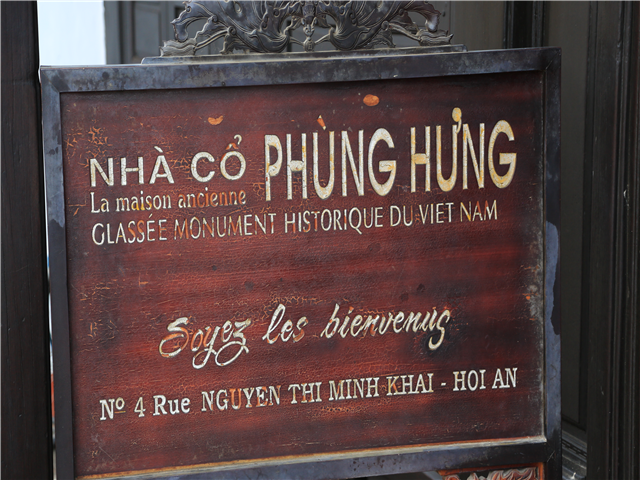 NHÀ CỔ PHÙNG HƯNG
La maison ancienne
GLASSÉE MONUMENT HISTORIQUE DU VIET NAM
Soyez les bienvenus
Nº 4 Rue NGUYEN THI MINH KHAI - HOI AN